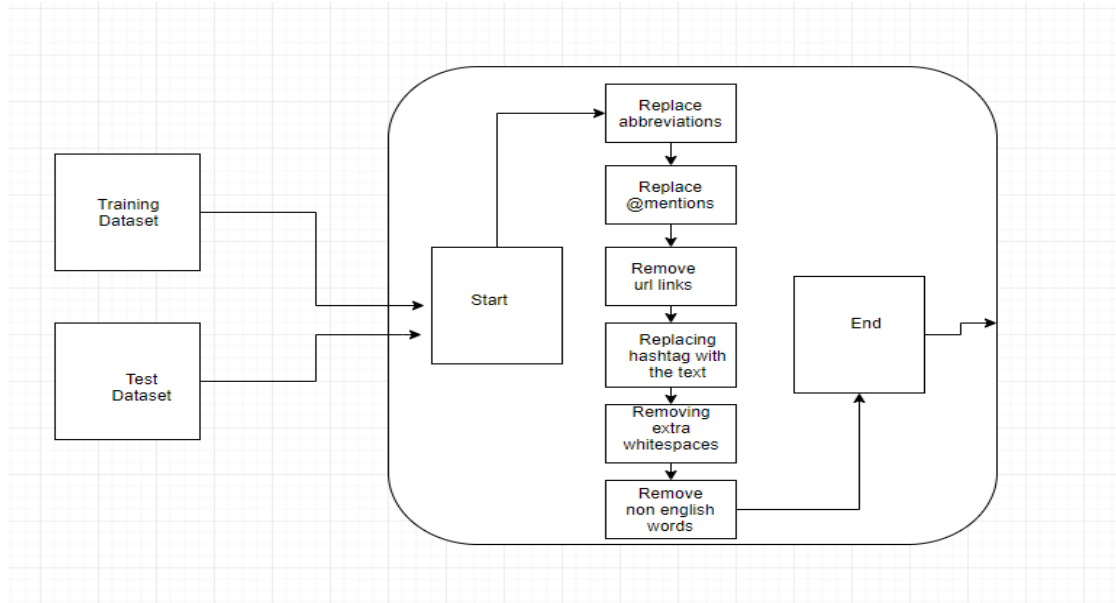 Training
Dataset
Test
Dataset
Start
Replace
abbreviations
Replace
@mentions
Remove
url links
Replacing
hashtag with
the text
Removing
extra
whitespaces
Remove
non english
words
End